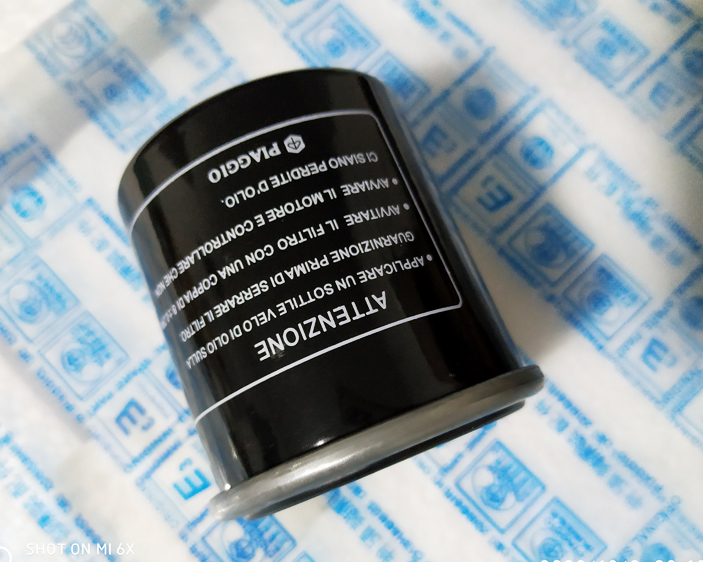 ATTENZIONE
• APPLICARE UN SOTTILE VELO DI OLIO SULLA
GUARNIZIONE PRIMA DI SERRARE IL FILTRO.
• AVVITARE IL FILTRO CON UNA COPPIA DI
• AVVIARE IL MOTORE E CONTROLLARE CHE NON
CI SIANO PERDITE D'OLIO.
PIAGGIO
SHOT ON MI 6X